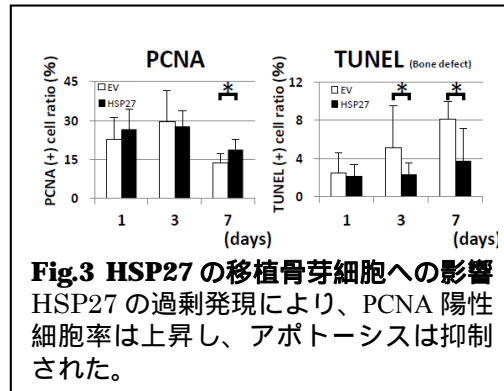 PCNA
PCNA (+) cell ratio (%)
45
30
15
0
EV
HSP27
*
1 3 7
(days)
TUNEL (Bone defect)
TUNEL (+) cell ratio (%)
12
8
4
0
EV
HSP27
* *
1 3 7
(days)
Fig.3 HSP27 の移植骨芽細胞への影響
HSP27 の過剰発現により、PCNA 陽性
細胞率は上昇し、アポトーシスは抑制
された。